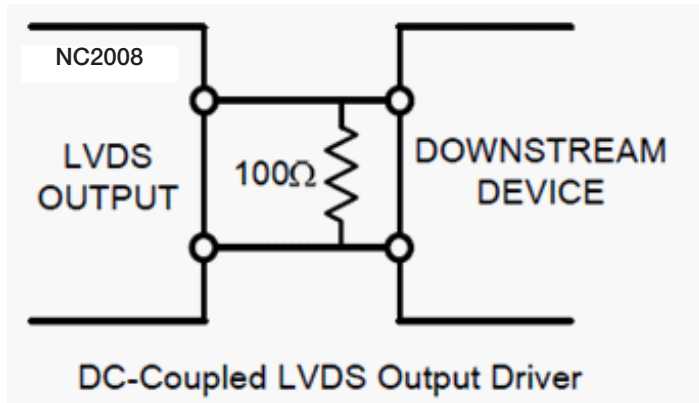 NC2008
LVDS
OUTPUT
100Ω
DOWNSTREAM
DEVICE
DC-Coupled LVDS Output Driver